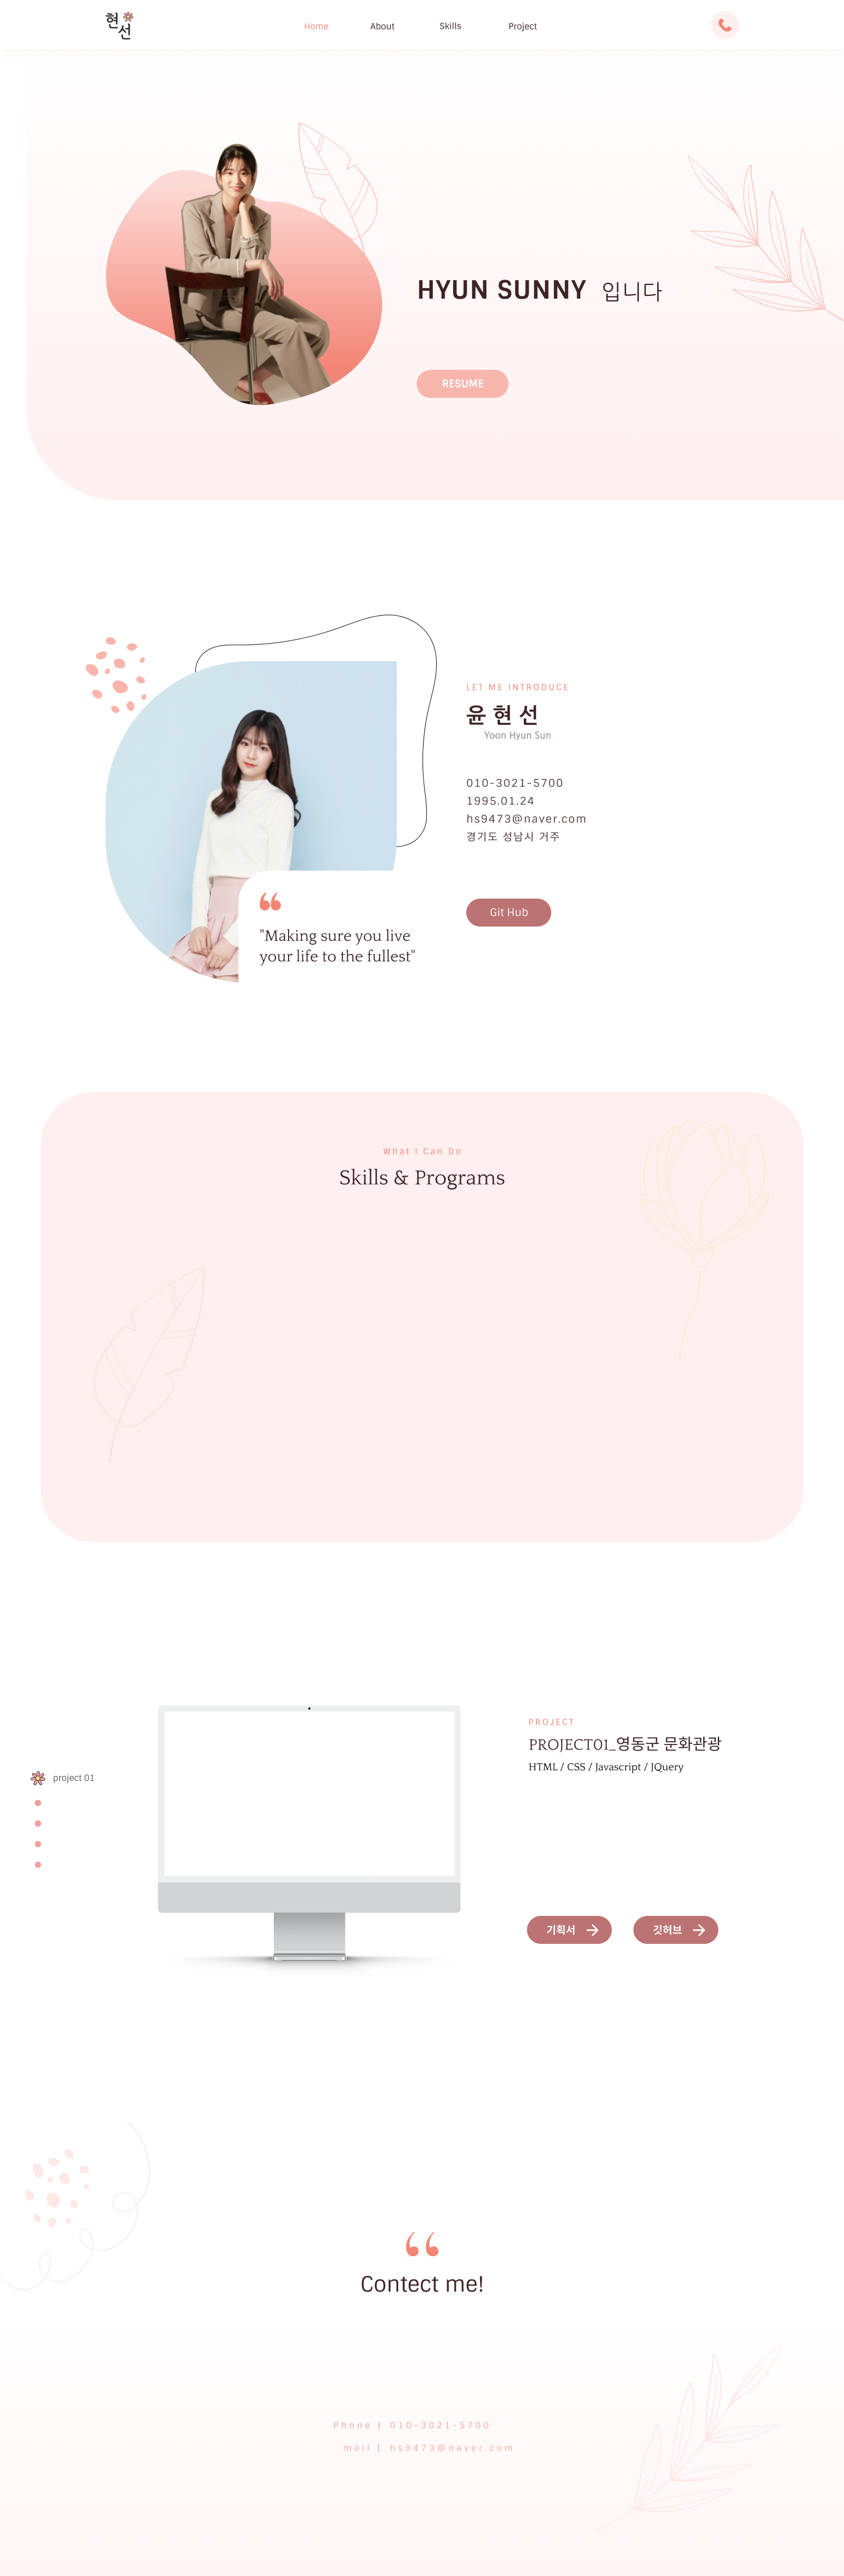 현선
Home About Skills Project
HYUN SUNNY 입니다
RESUME
LET ME INTRODUCE
윤현선
Yoon Hyun Sun
010-3021-5700
1995.01.24
hs9473@naver.com
경기도 성남시 거주
Git Hub
"Making sure you live
your life to the fullest"
What I Can Do
Skills & Programs
project 01
PROJECT
PROJECT01_영동군 문화관광
HTML / CSS / Javascript / JQuery
기획서 깃허브
Contect me!
Phone | 010-3021-5700
mail | hs9473@naver.com